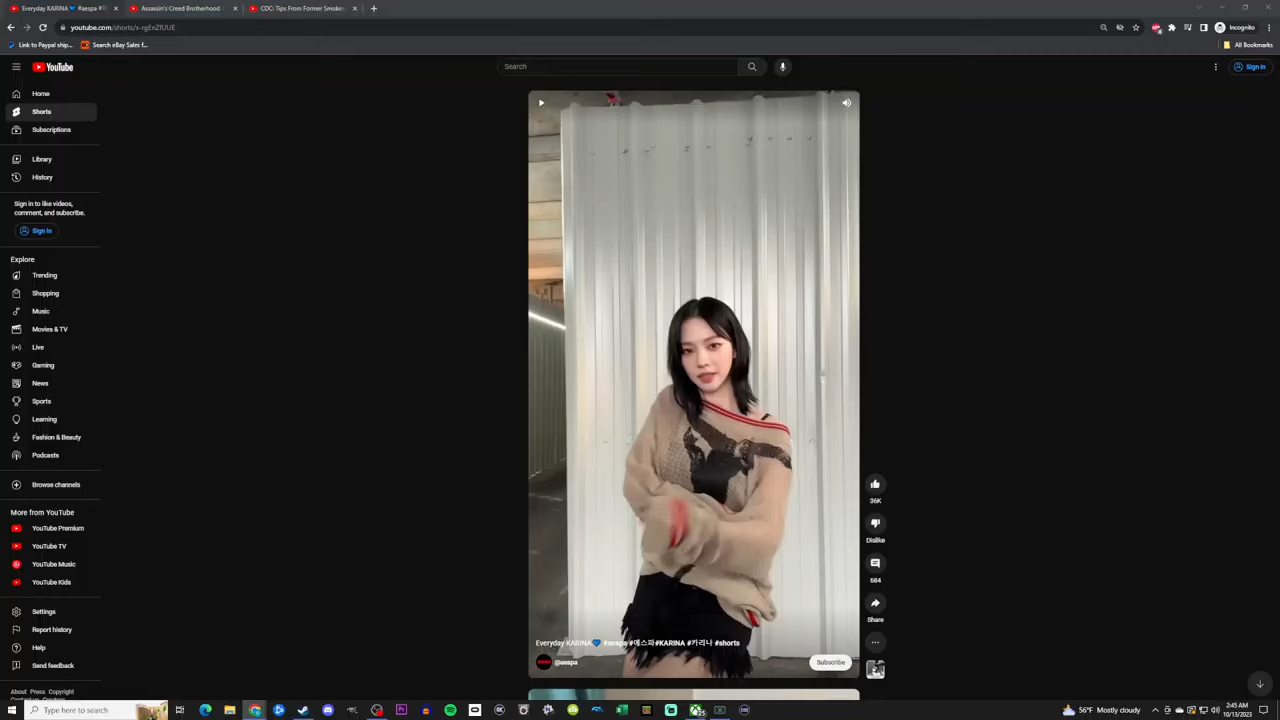 Everyday KARINA💙 #aespa #에
Assassin's Creed Brotherhood
CDC: Tips From Former Smoker
youtube.com/shorts/s-rgEnZfUUE
Incognito
Link to Paypal ship...
Search eBay Sales f...
All Bookmarks
YouTube
Search
Sign in
Home
Shorts
Subscriptions
Library
History
Sign in to like videos,
comment, and subscribe.
Sign in
Explore
Trending
Shopping
Music
Movies & TV
Live
Gaming
News
Sports
Learning
Fashion & Beauty
Podcasts
Browse channels
More from YouTube
YouTube Premium
YouTube TV
YouTube Music
YouTube Kids
Settings
Report history
Help
Send feedback
About Press Copyright
36K
Dislike
684
Share
Everyday KARINA💙 #aespa #에스파#KARINA #카리나 #shorts
@aespa
Subscribe
Type here to search
56°F Mostly cloudy
2:45 AM
10/13/2023